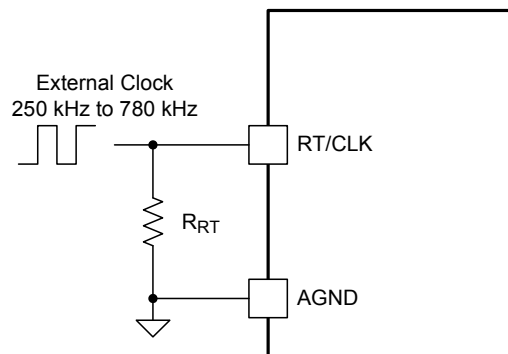 External Clock
250 kHz to 780 kHz
RT/CLK
RRT
AGND